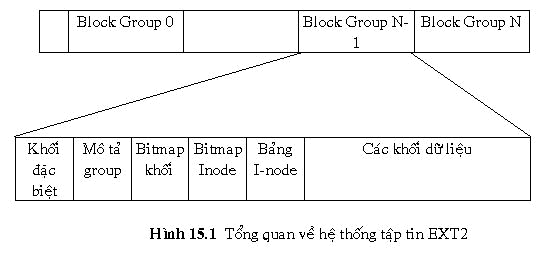 Block Group 0 Block Group N- Block Group N
1
Khối Mô tả Bitmap Bitmap Bảng Các khối dữ liệu
đặc group khối Inode I-node
biệt
Hình 15.1 Tổng quan về hệ thống tập tin EXT2